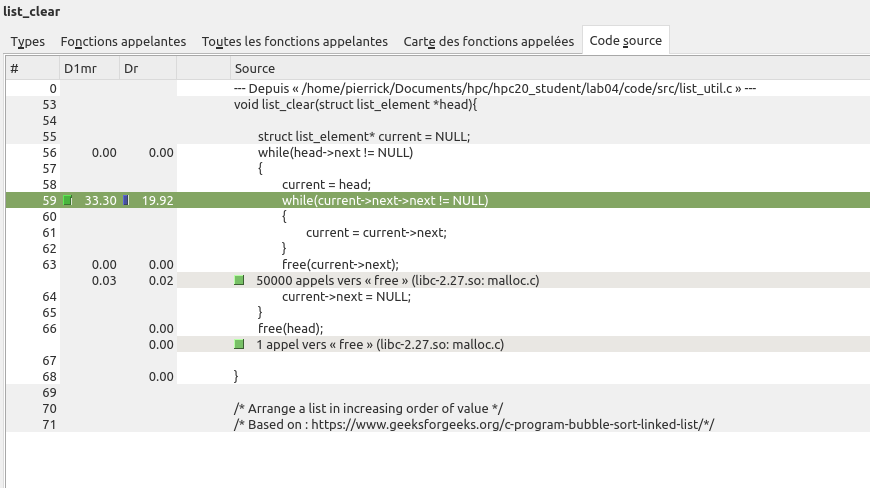 list_clear
Types Fonctions appelantes Toutes les fonctions appelantes Carte des fonctions appelées Code source
# D1mr Dr Source
0 --- Depuis « /home/pierrick/Documents/hpc/hpc20_student/lab04/code/src/list_util.c » ---
53 void list_clear(struct list_element *head){
54
55 struct list_element* current = NULL;
56 0.00 0.00 while(head->next != NULL)
57 {
58 current = head;
59 33.30 19.92 while(current->next->next != NULL)
60 {
61 current = current->next;
62 }
63 0.00 0.00 free(current->next);
0.03 0.02 50000 appels vers « free » (libc-2.27.so: malloc.c)
64 current->next = NULL;
65 }
66 0.00 free(head);
0.00 1 appel vers « free » (libc-2.27.so: malloc.c)
67
68 0.00 }
69
70 /* Arrange a list in increasing order of value */
71 /* Based on : https://www.geeksforgeeks.org/c-program-bubble-sort-linked-list/*/